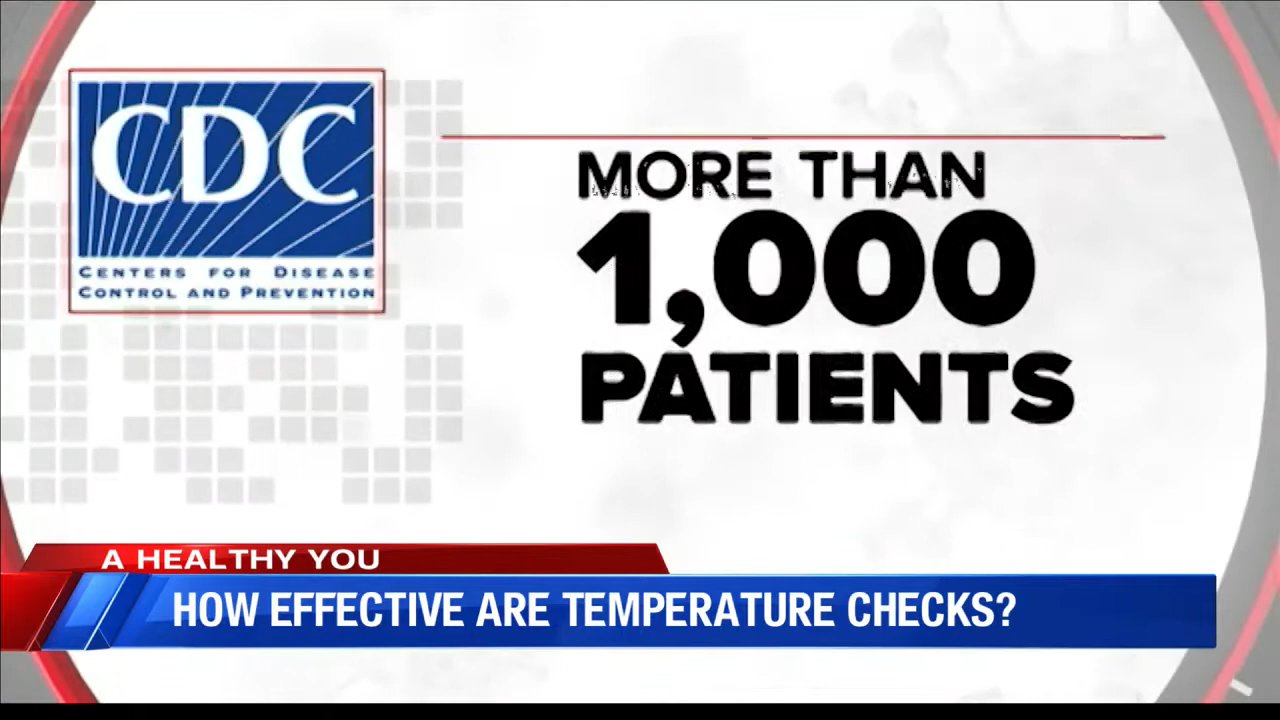 CDC
CENTERS FOR DISEASE
CONTROL AND PREVENTION
MORE THAN
1,000
PATIENTS
A HEALTHY YOU
HOW EFFECTIVE ARE TEMPERATURE CHECKS?